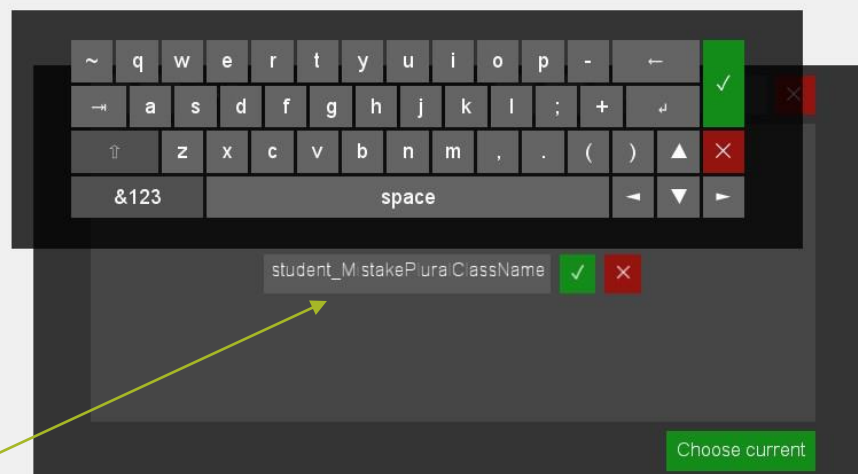 ~ q w e r t y u i o p - ←
⇥ a s d f g h j k l ; + ↲ ✓
⇧ z x c v b n m , . ( ) ▲ ✕
&123 space ◄ ▼ ►
student_MistakePluralClassName ✓ ✕
Choose current